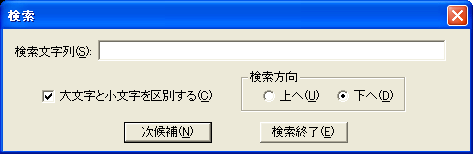 検索
検索文字列(S):
検索方向
大文字と小文字を区別する(C)
上へ(U)
下へ(D)
次候補(N)
検索終了(E)